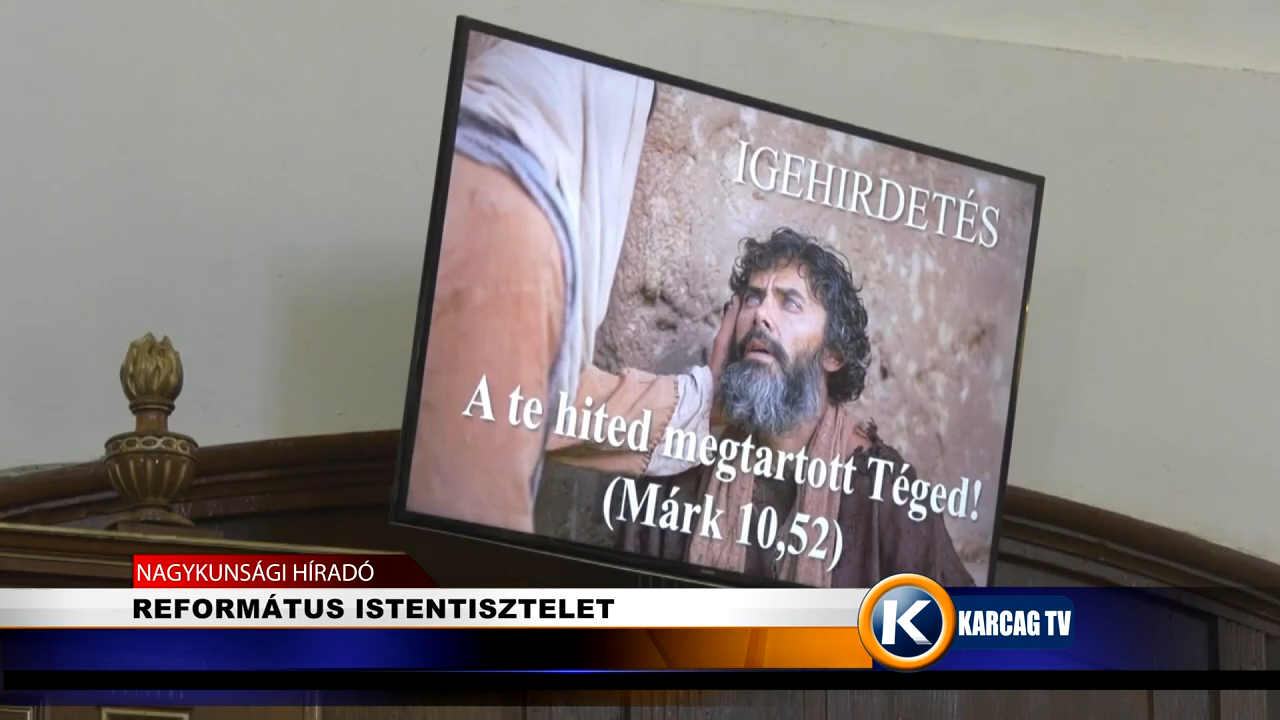 IGEHIRDETÉS
A te hited megtartott Téged!
(Márk 10,52)
NAGYKUNSÁGI HÍRADÓ
REFORMÁTUS ISTENTISZTELET
K KARCAG TV